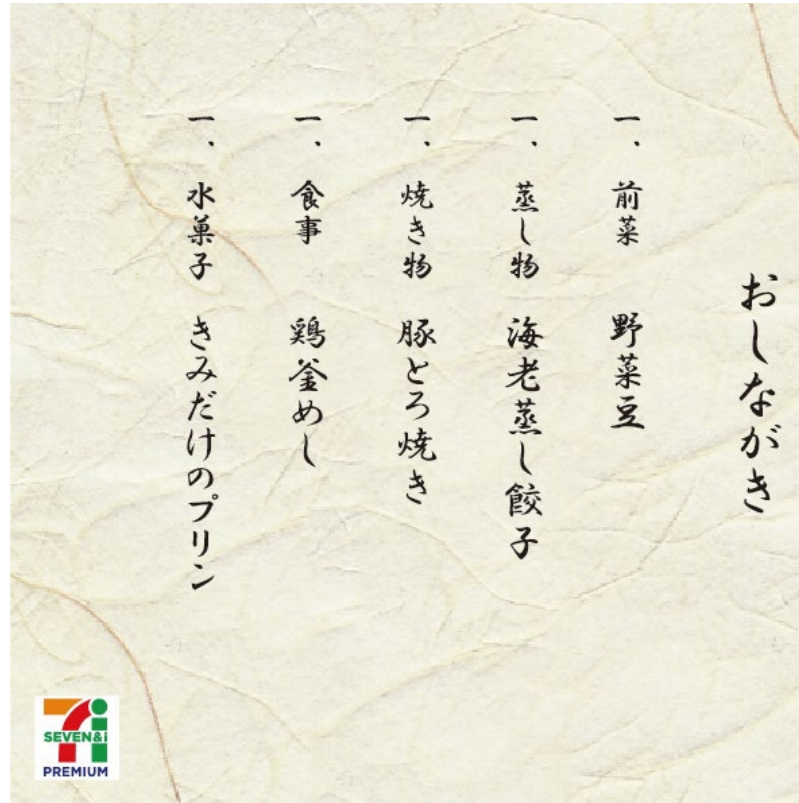 おしながき
一、前菜 野菜豆
一、蒸し物 海老蒸し餃子
一、焼き物 豚とろ焼き
一、食事 鶏釜めし
一、水菓子 きみだけのプリン
7i
SEVEN&i
PREMIUM